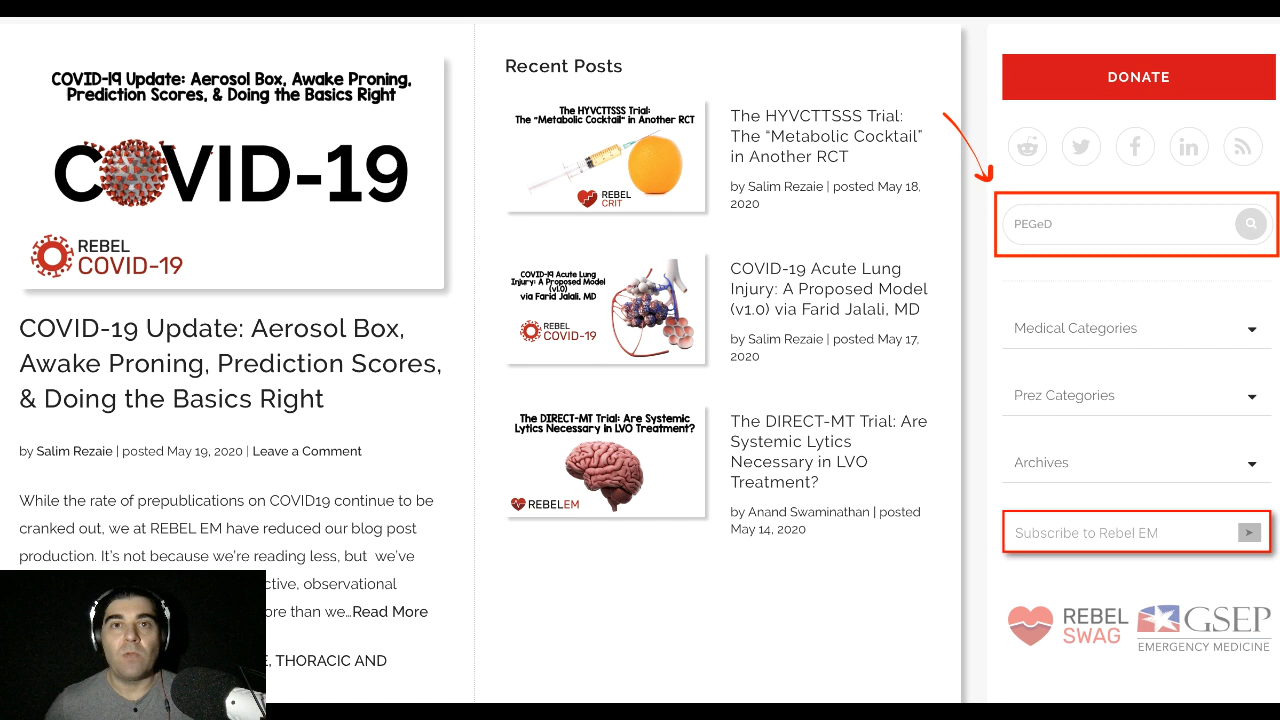 COVID-19 Update: Aerosol Box, Awake Proning,
Prediction Scores, & Doing the Basics Right
COVID-19
REBEL
COVID-19
COVID-19 Update: Aerosol Box,
Awake Proning, Prediction Scores,
& Doing the Basics Right
by Salim Rezaie | posted May 19, 2020 | Leave a Comment
While the rate of prepublications on COVID19 continue to be
cranked out, we at REBEL EM have reduced our blog post
production. It's not because we're reading less, but we've
ctive, observational
ore than we…Read More
E, THORACIC AND
Recent Posts
The HYVCTTSSS Trial:
The "Metabolic Cocktail" in Another RCT
REBEL
CRIT
The HYVCTTSSS Trial:
The “Metabolic Cocktail”
in Another RCT
by Salim Rezaie | posted May 18,
2020
COVID-19 Acute Lung
Injury: A Proposed Model
(v1.0)
via Farid Jalali, MD
REBEL
COVID-19
COVID-19 Acute Lung
Injury: A Proposed Model
(v1.0) via Farid Jalali, MD
by Salim Rezaie | posted May 17,
2020
The DIRECT-MT Trial: Are Systemic
Lytics Necessary in LVO Treatment?
REBELEM
The DIRECT-MT Trial: Are
Systemic Lytics
Necessary in LVO
Treatment?
by Anand Swaminathan | posted
May 14, 2020
DONATE
PEGeD
Medical Categories
Prez Categories
Archives
Subscribe to Rebel EM
REBEL
SWAG
GSEP
EMERGENCY MEDICINE